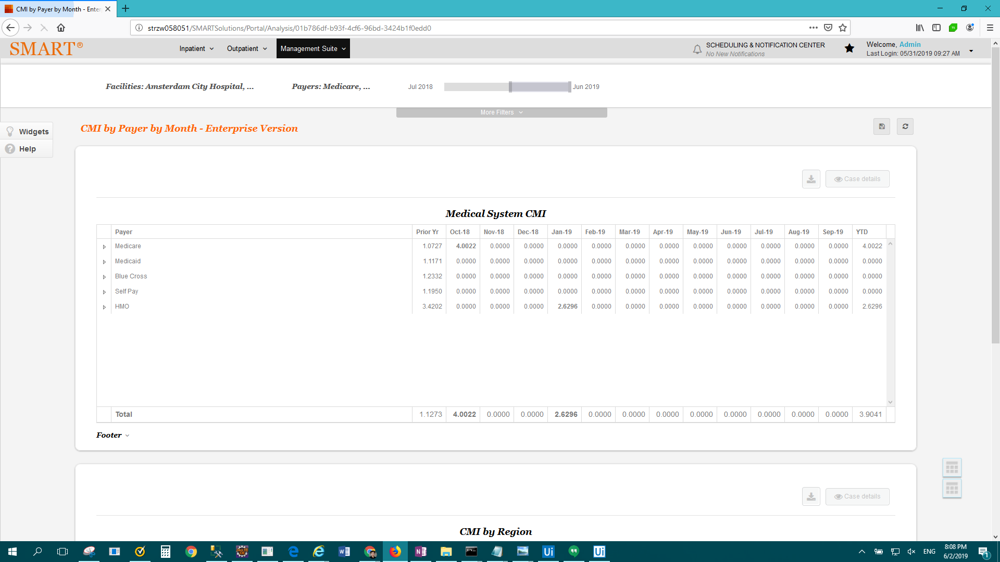 CMI by Payer by Month - Enter
strzw058051/SMARTSolutions/Portal/Analysis/01b786df-b93f-4cf6-96bd-3424b1f0edd0
SMART®
Inpatient
Outpatient
Management Suite
SCHEDULING & NOTIFICATION CENTER
No New Notifications
Welcome, Admin
Last Login: 05/31/2019 09:27 AM
Facilities: Amsterdam City Hospital, ...
Payers: Medicare, ...
Jul 2018
Jun 2019
More Filters
Widgets
Help
CMI by Payer by Month - Enterprise Version
Case details
Medical System CMI
Payer Prior Yr Oct-18 Nov-18 Dec-18 Jan-19 Feb-19 Mar-19 Apr-19 May-19 Jun-19 Jul-19 Aug-19 Sep-19 YTD
Medicare 1.0727 4.0022 0.0000 0.0000 0.0000 0.0000 0.0000 0.0000 0.0000 0.0000 0.0000 0.0000 0.0000 4.0022
Medicaid 1.1171 0.0000 0.0000 0.0000 0.0000 0.0000 0.0000 0.0000 0.0000 0.0000 0.0000 0.0000 0.0000 0.0000
Blue Cross 1.2332 0.0000 0.0000 0.0000 0.0000 0.0000 0.0000 0.0000 0.0000 0.0000 0.0000 0.0000 0.0000 0.0000
Self Pay 1.1950 0.0000 0.0000 0.0000 0.0000 0.0000 0.0000 0.0000 0.0000 0.0000 0.0000 0.0000 0.0000 0.0000
HMO 3.4202 0.0000 0.0000 0.0000 2.6296 0.0000 0.0000 0.0000 0.0000 0.0000 0.0000 0.0000 0.0000 2.6296
Total 1.1273 4.0022 0.0000 0.0000 2.6296 0.0000 0.0000 0.0000 0.0000 0.0000 0.0000 0.0000 0.0000 3.9041
Footer
Case details
CMI by Region
ENG
8:08 PM
6/2/2019
1